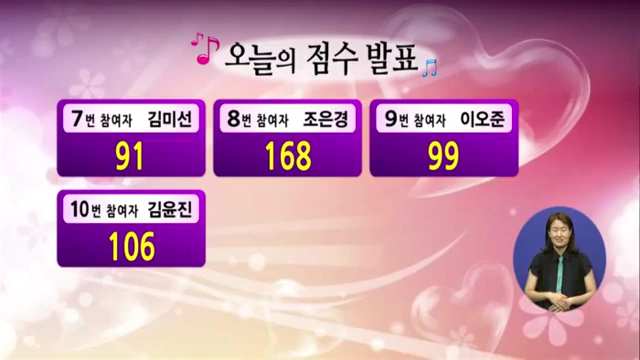 오늘의 점수 발표
7번 참여자 김미선
91
8번 참여자 조은경
168
9번 참여자 이오준
99
10번 참여자 김윤진
106